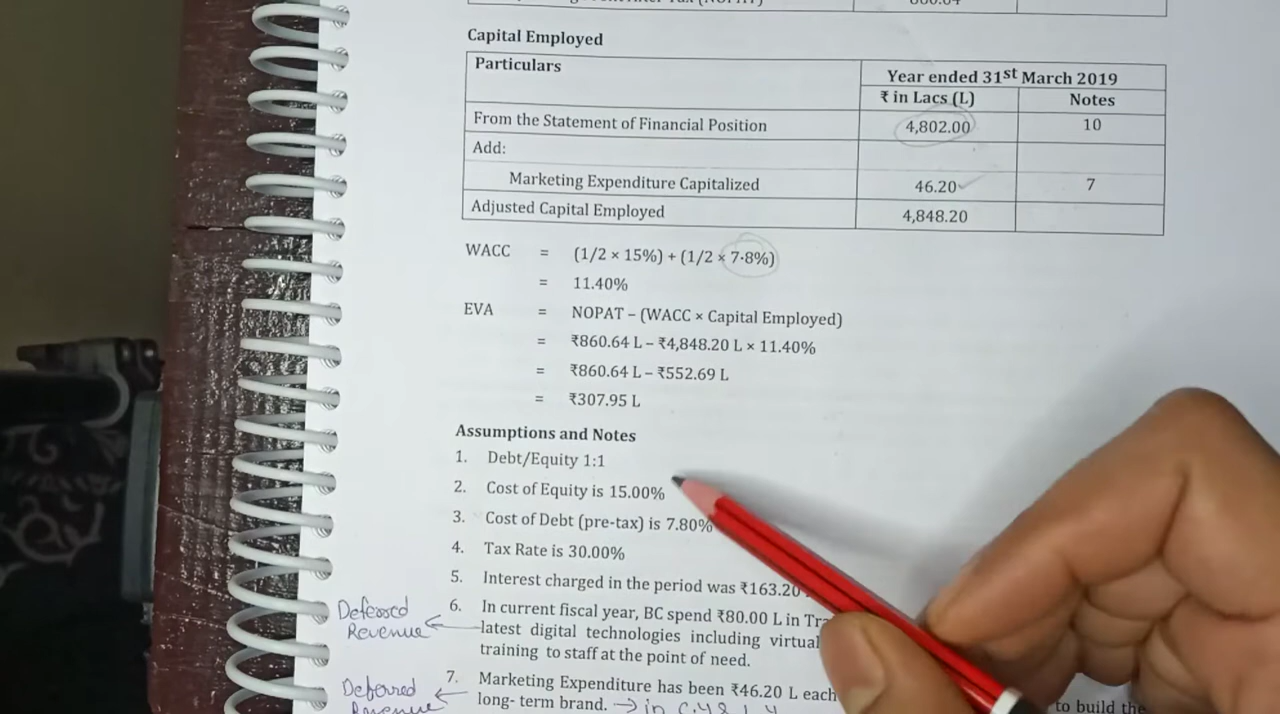 Capital Employed
Particulars
Year ended 31st March 2019
₹ in Lacs (L) Notes
From the Statement of Financial Position 4,802.00 10
Add:
Marketing Expenditure Capitalized 46.20 7
Adjusted Capital Employed 4,848.20
WACC = (1/2 × 15%) + (1/2 × 7·8%)
= 11.40%
EVA = NOPAT – (WACC × Capital Employed)
= ₹860.64 L – ₹4,848.20 L × 11.40%
= ₹860.64 L – ₹552.69 L
= ₹307.95 L
Assumptions and Notes
1. Debt/Equity 1:1
2. Cost of Equity is 15.00%
3. Cost of Debt (pre-tax) is 7.80%
4. Tax Rate is 30.00%
5. Interest charged in the period was ₹163.20
6. In current fiscal year, BC spend ₹80.00 L in
latest digital technologies including virtual
training to staff at the point of need.
Deferred
Revenue
7. Marketing Expenditure has been ₹46.20 L each
to build the
long- term brand. → in C.Y &
Deferred
Revenue